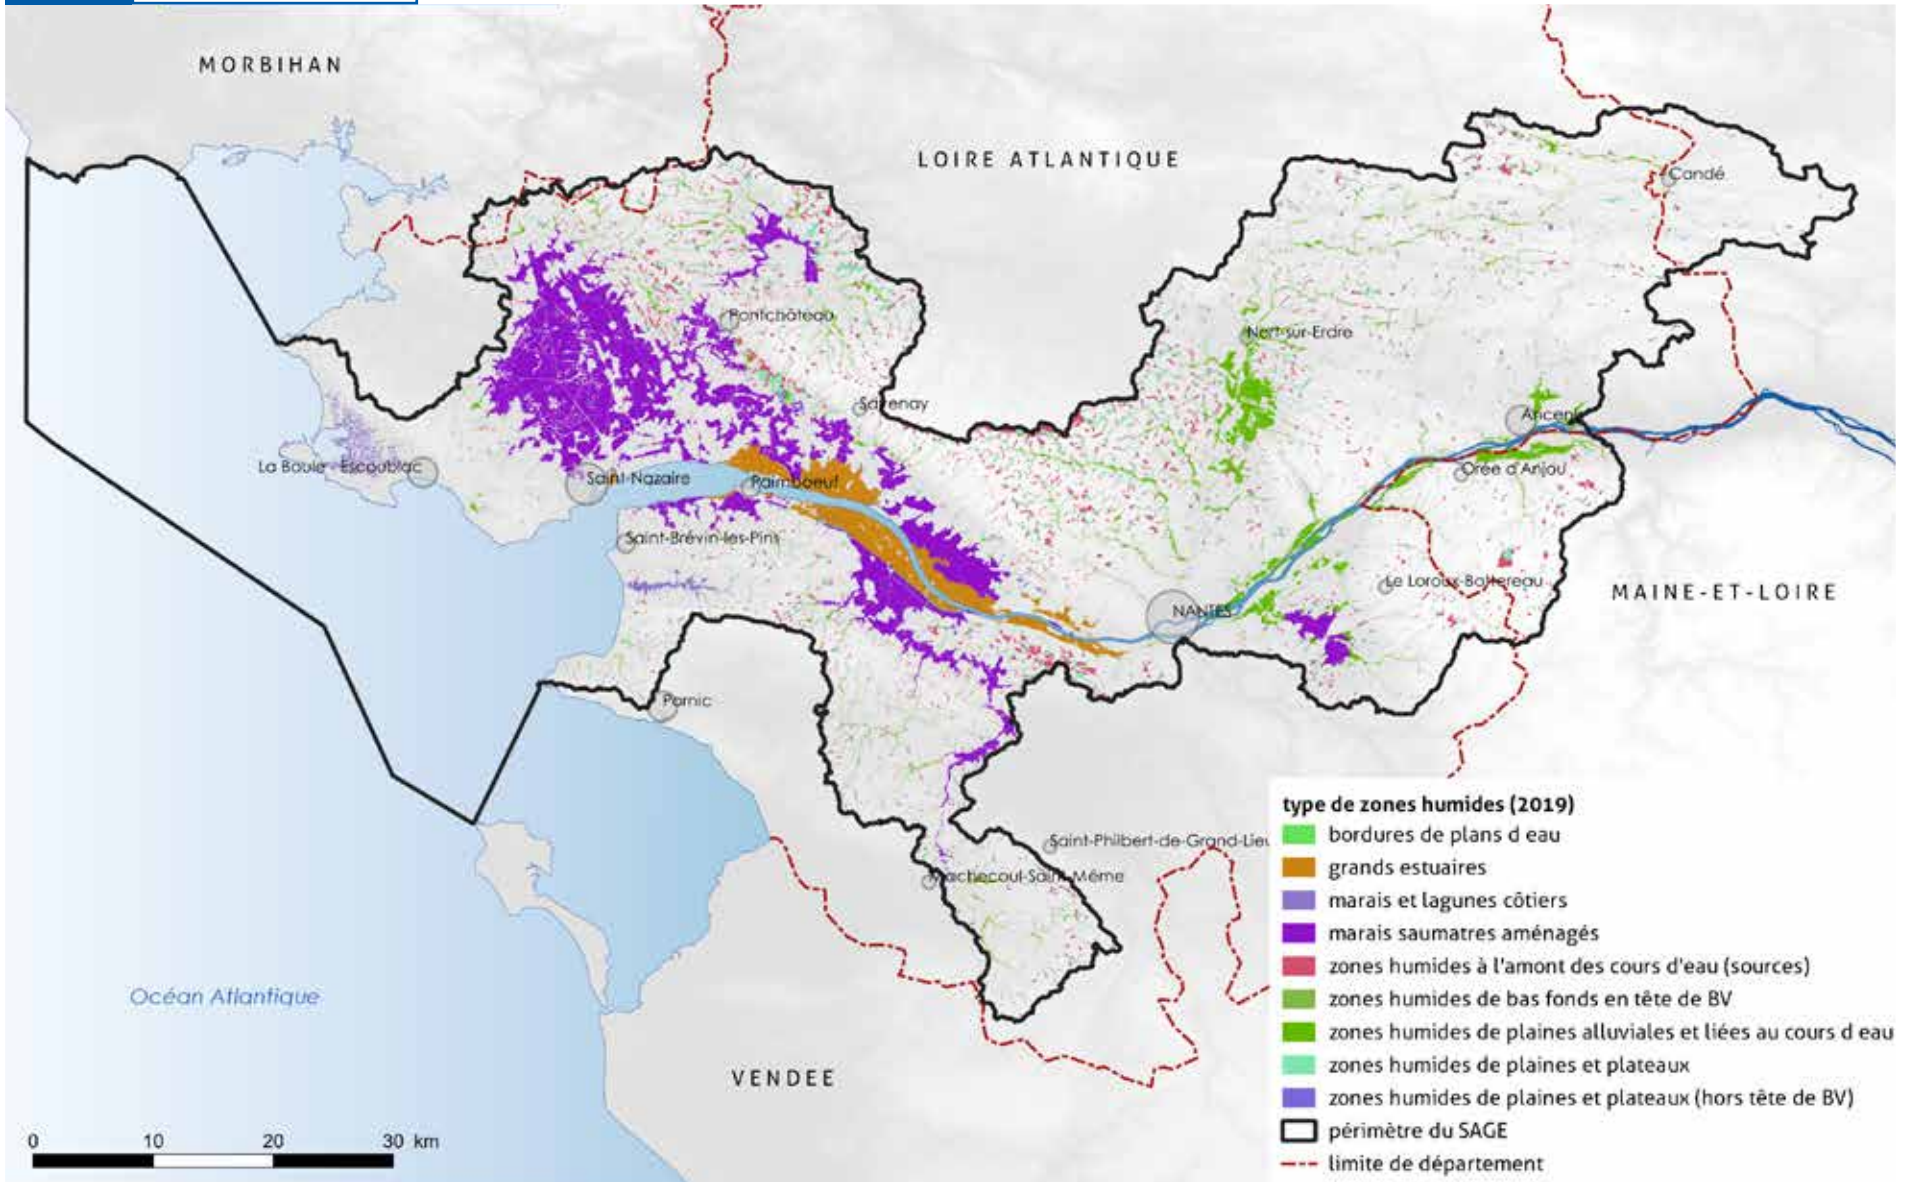 MORBIHAN
LOIRE ATLANTIQUE
Candé
Pontchâteau
Nort-sur-Erdre
Savenay
Ancenis
La Baule - Escoublac
Saint-Nazaire
Paimboeuf
Orée d'Anjou
Saint-Brévin-les-Pins
Le Loroux-Bottereau
MAINE-ET-LOIRE
NANTES
Pornic
type de zones humides (2019)
bordures de plans d eau
grands estuaires
marais et lagunes côtiers
marais saumatres aménagés
zones humides à l'amont des cours d'eau (sources)
zones humides de bas fonds en tête de BV
zones humides de plaines alluviales et liées au cours d eau
zones humides de plaines et plateaux
zones humides de plaines et plateaux (hors tête de BV)
périmètre du SAGE
limite de département
Saint-Philbert-de-Grand-Lieu
Machecoul-Saint-Même
Océan Atlantique
VENDEE
0 10 20 30 km